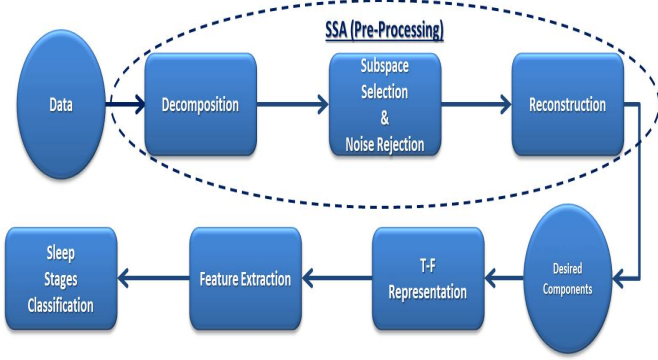 SSA (Pre-Processing)
Data
Decomposition
Subspace
Selection
&
Noise Rejection
Reconstruction
Desired
Components
T-F
Representation
Feature Extraction
Sleep
Stages
Classification